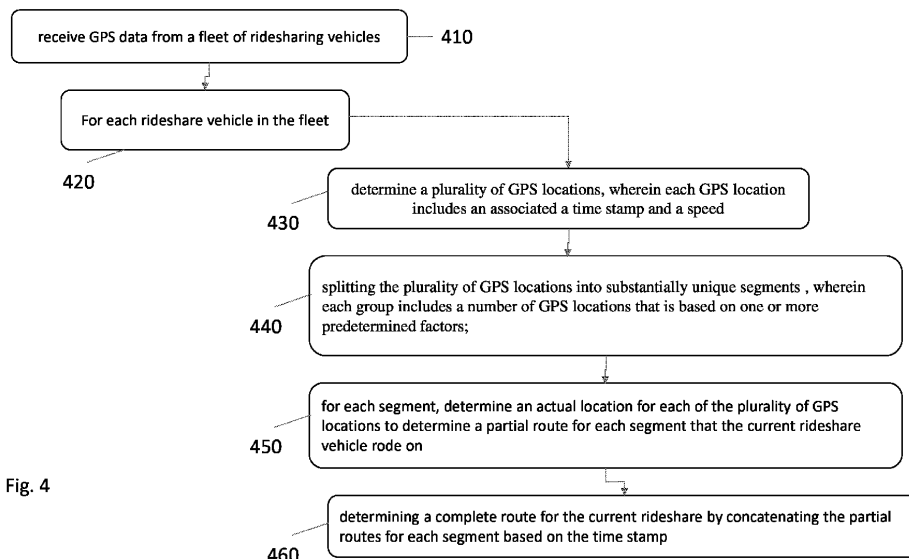 receive GPS data from a fleet of ridesharing vehicles
410
For each rideshare vehicle in the fleet
420
determine a plurality of GPS locations, wherein each GPS location
includes an associated a time stamp and a speed
430
splitting the plurality of GPS locations into substantially unique segments , wherein
each group includes a number of GPS locations that is based on one or more
predetermined factors;
440
for each segment, determine an actual location for each of the plurality of GPS
locations to determine a partial route for each segment that the current rideshare
vehicle rode on
450
Fig. 4
determining a complete route for the current rideshare by concatenating the partial
routes for each segment based on the time stamp
460